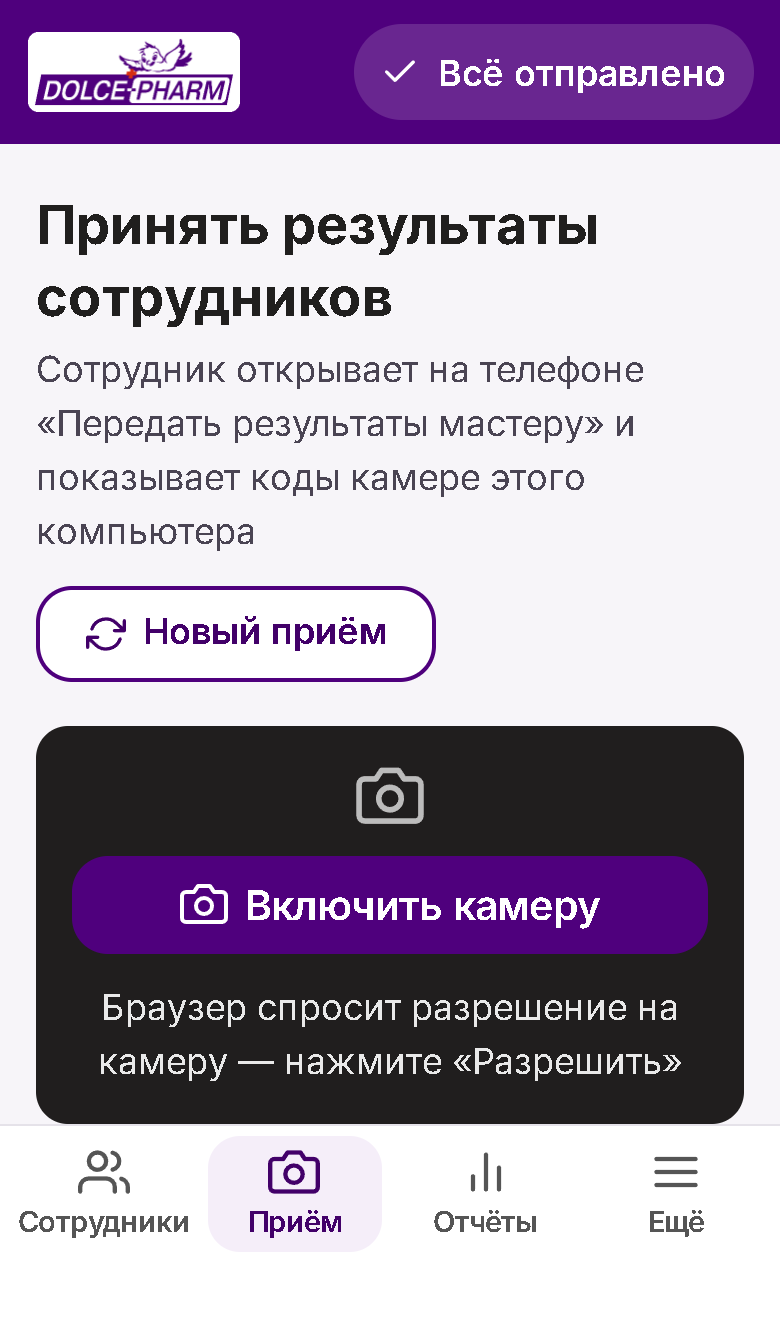 DOLCE-PHARM
Всё отправлено
Принять результаты
сотрудников
Сотрудник открывает на телефоне
«Передать результаты мастеру» и
показывает коды камере этого
компьютера
Новый приём
Включить камеру
Браузер спросит разрешение на
камеру — нажмите «Разрешить»
Сотрудники
Приём
Отчёты
Ещё